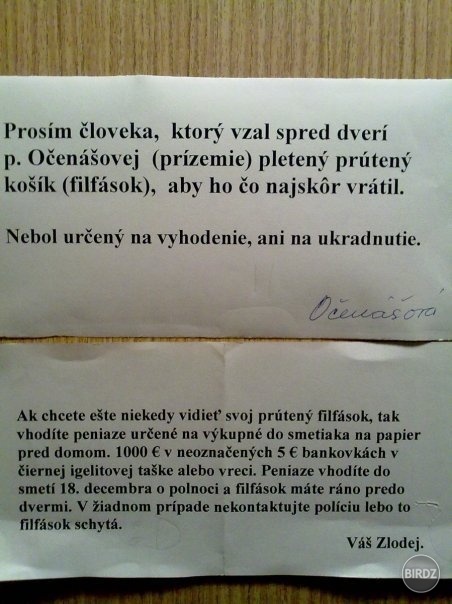 Prosím človeka, ktorý vzal spred dverí
p. Očenášovej (prízemie) pletený prútený
košík (filfások), aby ho čo najskôr vrátil.
Nebol určený na vyhodenie, ani na ukradnutie.
Očenášová
Ak chcete ešte niekedy vidieť svoj prútený filfások, tak
vhodíte peniaze určené na výkupné do smetiaka na papier
pred domom. 1000 € v neoznačených 5 € bankovkách v
čiernej igelitovej taške alebo vreci. Peniaze vhodíte do
smetí 18. decembra o polnoci a filfások máte ráno predo
dvermi. V žiadnom prípade nekontaktujte políciu lebo to
filfások schytá.
Váš Zlodej.
BIRDZ